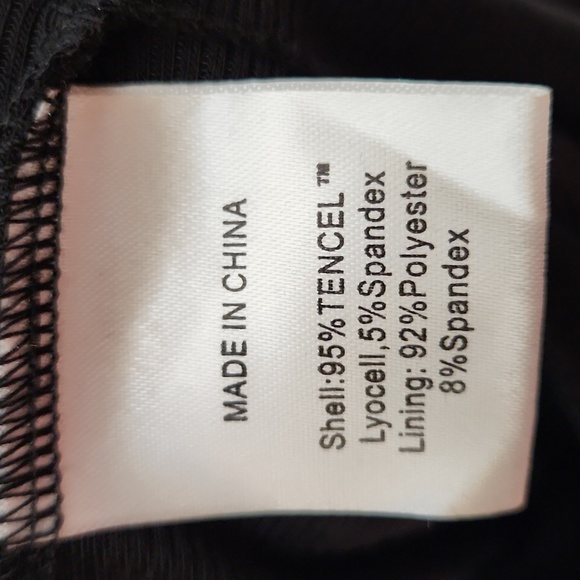 MADE IN CHINA
Shell:95%TENCEL™
Lyocell,5%Spandex
Lining: 92%Polyester
8%Spandex